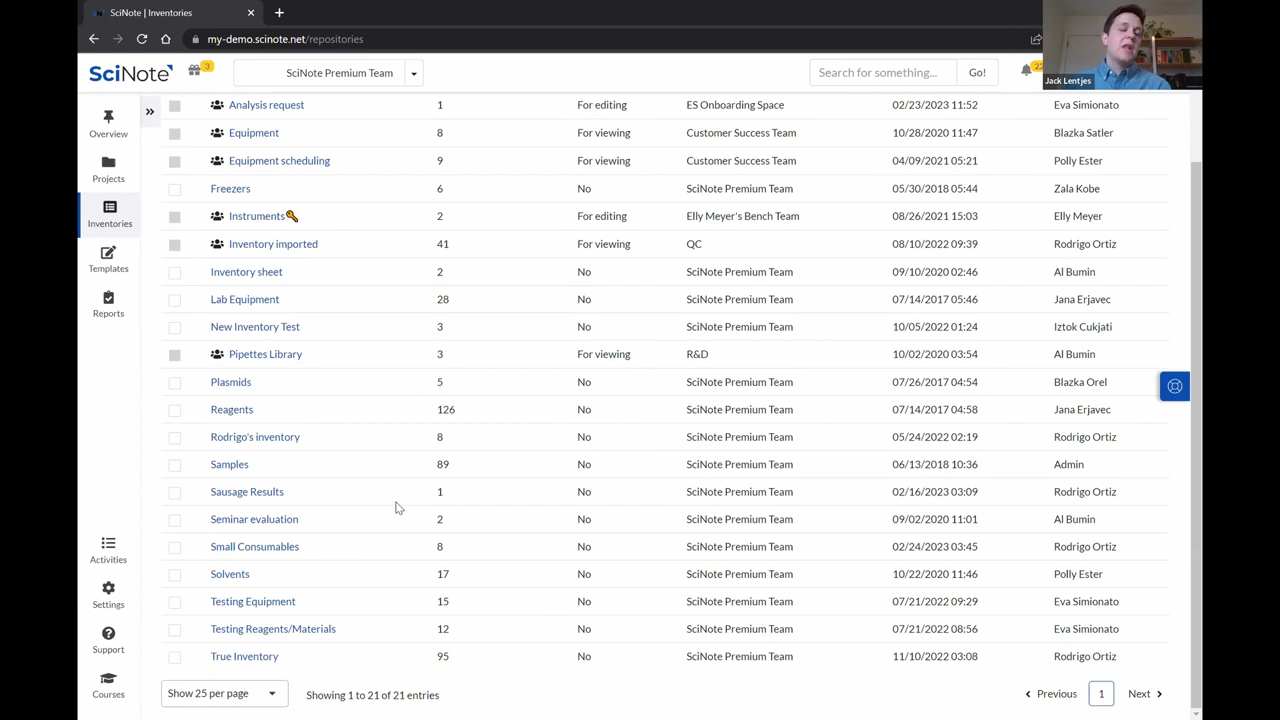 SciNote | Inventories
my-demo.scinote.net/repositories
SciNote 3 SciNote Premium Team Search for something... Go! 22
Jack Lentjes
Overview
Projects
Inventories
Templates
Reports
Activities
Settings
Support
Courses
Analysis request 1 For editing ES Onboarding Space 02/23/2023 11:52 Eva Simionato
Equipment 8 For viewing Customer Success Team 10/28/2020 11:47 Blazka Satler
Equipment scheduling 9 For viewing Customer Success Team 04/09/2021 05:21 Polly Ester
Freezers 6 No SciNote Premium Team 05/30/2018 05:44 Zala Kobe
Instruments 2 For editing Elly Meyer's Bench Team 08/26/2021 15:03 Elly Meyer
Inventory imported 41 For viewing QC 08/10/2022 09:39 Rodrigo Ortiz
Inventory sheet 2 No SciNote Premium Team 09/10/2020 02:46 Al Bumin
Lab Equipment 28 No SciNote Premium Team 07/14/2017 05:46 Jana Erjavec
New Inventory Test 3 No SciNote Premium Team 10/05/2022 01:24 Iztok Cukjati
Pipettes Library 3 For viewing R&D 10/02/2020 03:54 Al Bumin
Plasmids 5 No SciNote Premium Team 07/26/2017 04:54 Blazka Orel
Reagents 126 No SciNote Premium Team 07/14/2017 04:58 Jana Erjavec
Rodrigo's inventory 8 No SciNote Premium Team 05/24/2022 02:19 Rodrigo Ortiz
Samples 89 No SciNote Premium Team 06/13/2018 10:36 Admin
Sausage Results 1 No SciNote Premium Team 02/16/2023 03:09 Rodrigo Ortiz
Seminar evaluation 2 No SciNote Premium Team 09/02/2020 11:01 Al Bumin
Small Consumables 8 No SciNote Premium Team 02/24/2023 03:45 Rodrigo Ortiz
Solvents 17 No SciNote Premium Team 10/22/2020 11:46 Polly Ester
Testing Equipment 15 No SciNote Premium Team 07/21/2022 09:29 Eva Simionato
Testing Reagents/Materials 12 No SciNote Premium Team 07/21/2022 08:56 Eva Simionato
True Inventory 95 No SciNote Premium Team 11/10/2022 03:08 Rodrigo Ortiz
Show 25 per page Showing 1 to 21 of 21 entries Previous 1 Next